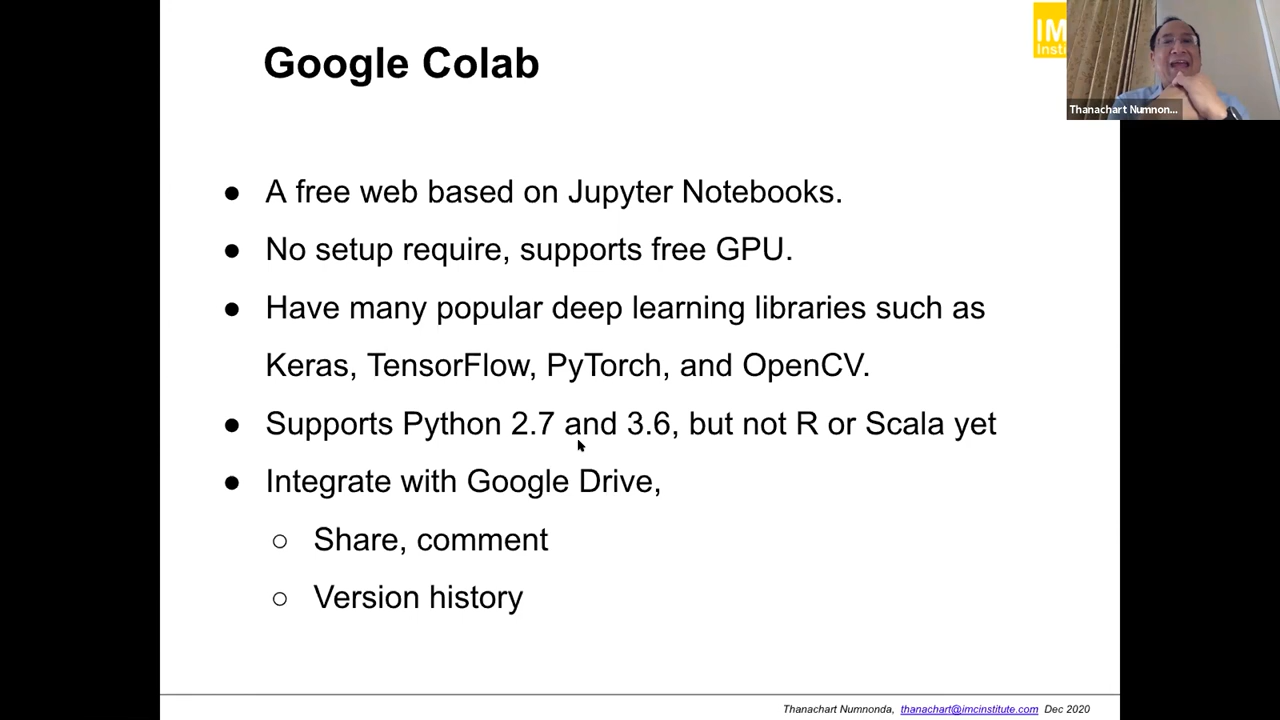 Google Colab
IM
Insti
Thanachart Numnon...
● A free web based on Jupyter Notebooks.
● No setup require, supports free GPU.
● Have many popular deep learning libraries such as
Keras, TensorFlow, PyTorch, and OpenCV.
● Supports Python 2.7 and 3.6, but not R or Scala yet
● Integrate with Google Drive,
○ Share, comment
○ Version history
Thanachart Numnonda, thanachart@imcinstitute.com Dec 2020